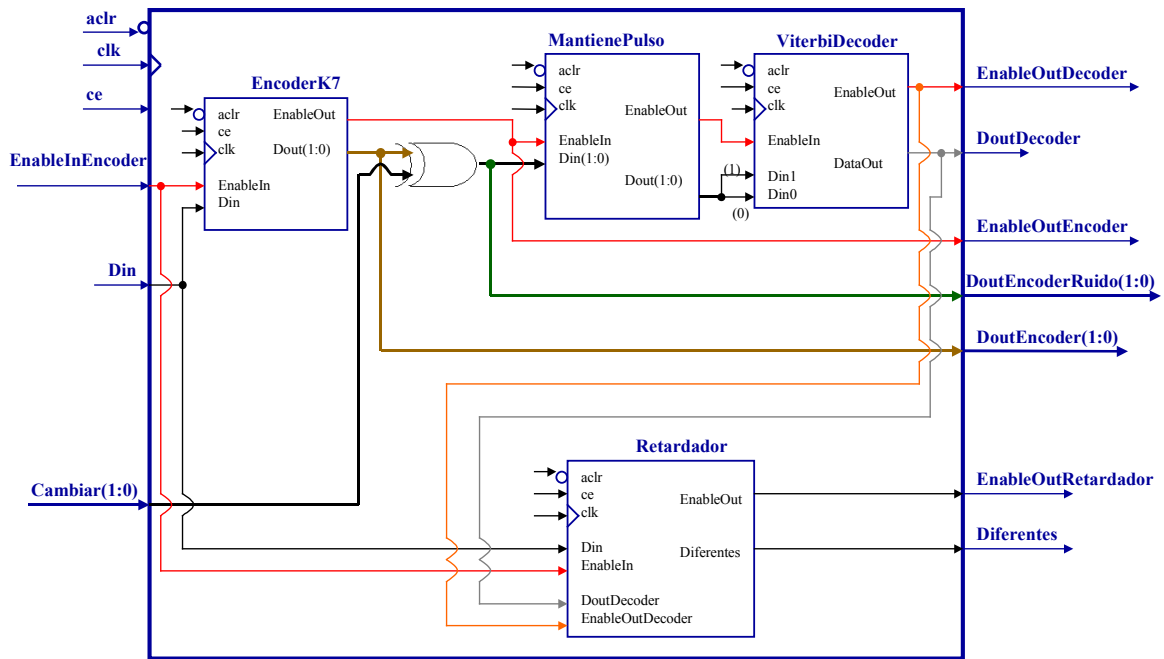 aclr
clk
ce
EnableInEncoder
Din
Cambiar(1:0)
EncoderK7
aclr
ce
clk
EnableIn
Din
EnableOut
Dout(1:0)
MantienePulso
aclr
ce
clk
EnableIn
Din(1:0)
EnableOut
Dout(1:0)
(1)
(0)
ViterbiDecoder
aclr
ce
clk
EnableIn
Din1
Din0
EnableOut
DataOut
Retardador
aclr
ce
clk
Din
EnableIn
DoutDecoder
EnableOutDecoder
EnableOut
Diferentes
EnableOutDecoder
DoutDecoder
EnableOutEncoder
DoutEncoderRuido(1:0)
DoutEncoder(1:0)
EnableOutRetardador
Diferentes